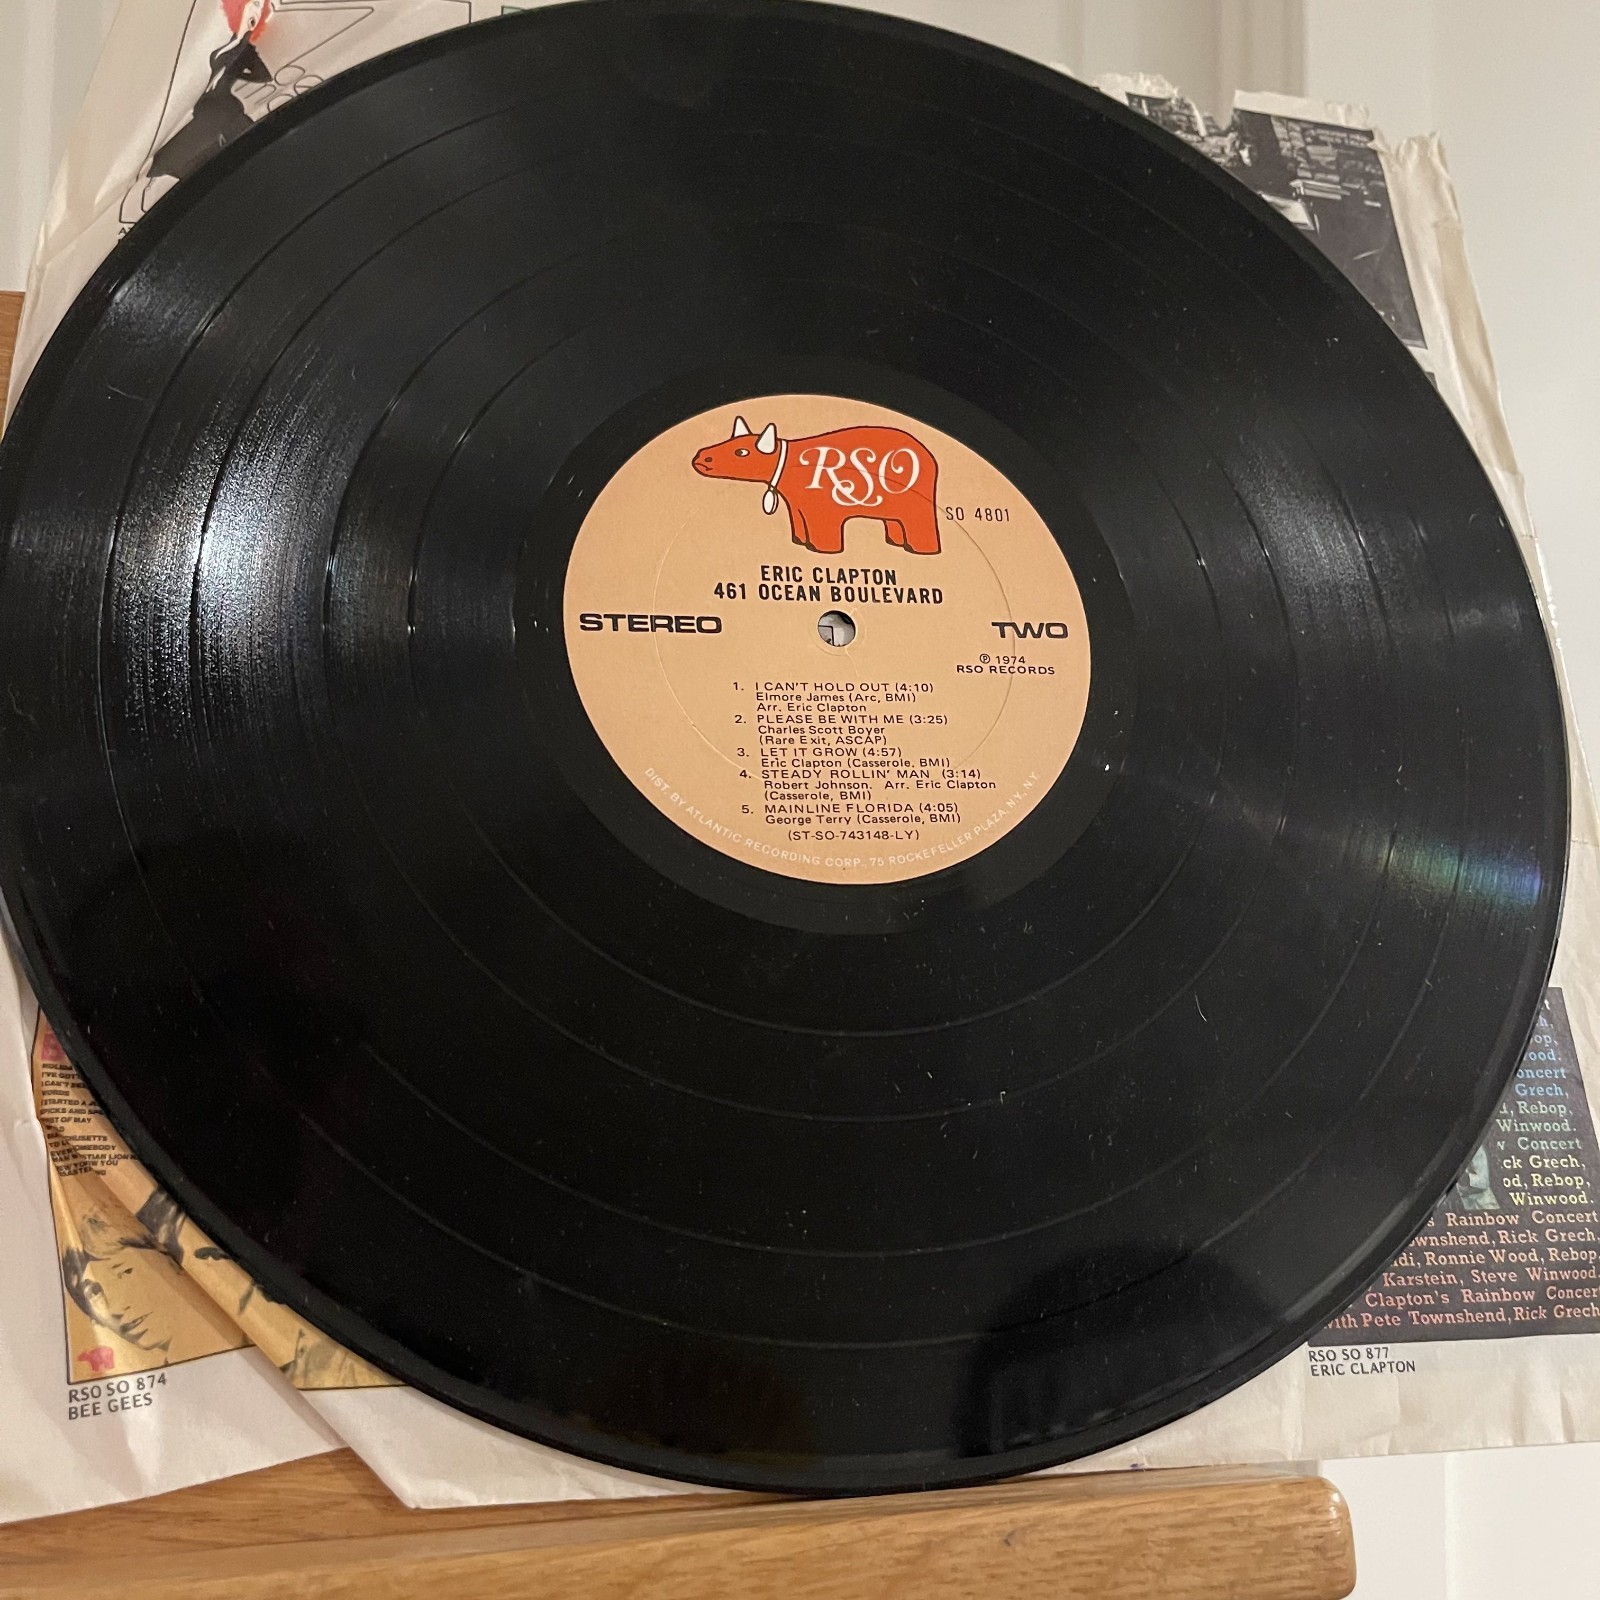 RSO
SO 4801
ERIC CLAPTON
461 OCEAN BOULEVARD
STEREO
TWO
℗ 1974
RSO RECORDS
1. I CAN'T HOLD OUT (4:10)
Elmore James (Arc, BMI)
Arr. Eric Clapton
2. PLEASE BE WITH ME (3:25)
Charles Scott Boyer
(Rare Exit, ASCAP)
3. LET IT GROW (4:57)
Eric Clapton (Casserole, BMI)
4. STEADY ROLLIN' MAN (3:14)
Robert Johnson. Arr. Eric Clapton
(Casserole, BMI)
5. MAINLINE FLORIDA (4:05)
George Terry (Casserole, BMI)
(ST-SO-743148-LY)
DIST. BY ATLANTIC RECORDING CORP., 75 ROCKEFELLER PLAZA, N.Y., N.Y.
oncert
Grech,
Rebop,
Winwood.
Concert
Grech,
Rebop,
Winwood.
Rainbow Concert
Rick Grech,
Ronnie Wood, Rebop,
Karstein, Steve Winwood.
Clapton's Rainbow Concert
with Pete Townshend, Rick Grech
RSO SO 877
ERIC CLAPTON
RSO SO 874
BEE GEES